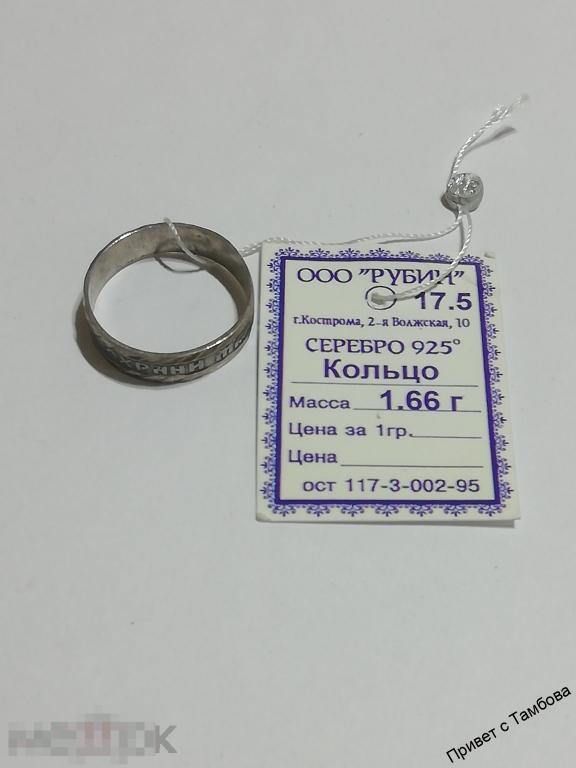 ООО "РУБИН"
17.5
г.Кострома, 2-я Волжская, 10
СЕРЕБРО 925°
Кольцо
Масса 1.66 г
Цена за 1гр.
Цена
ост 117-3-002-95
ХРАНИ
Привет с Тамбова